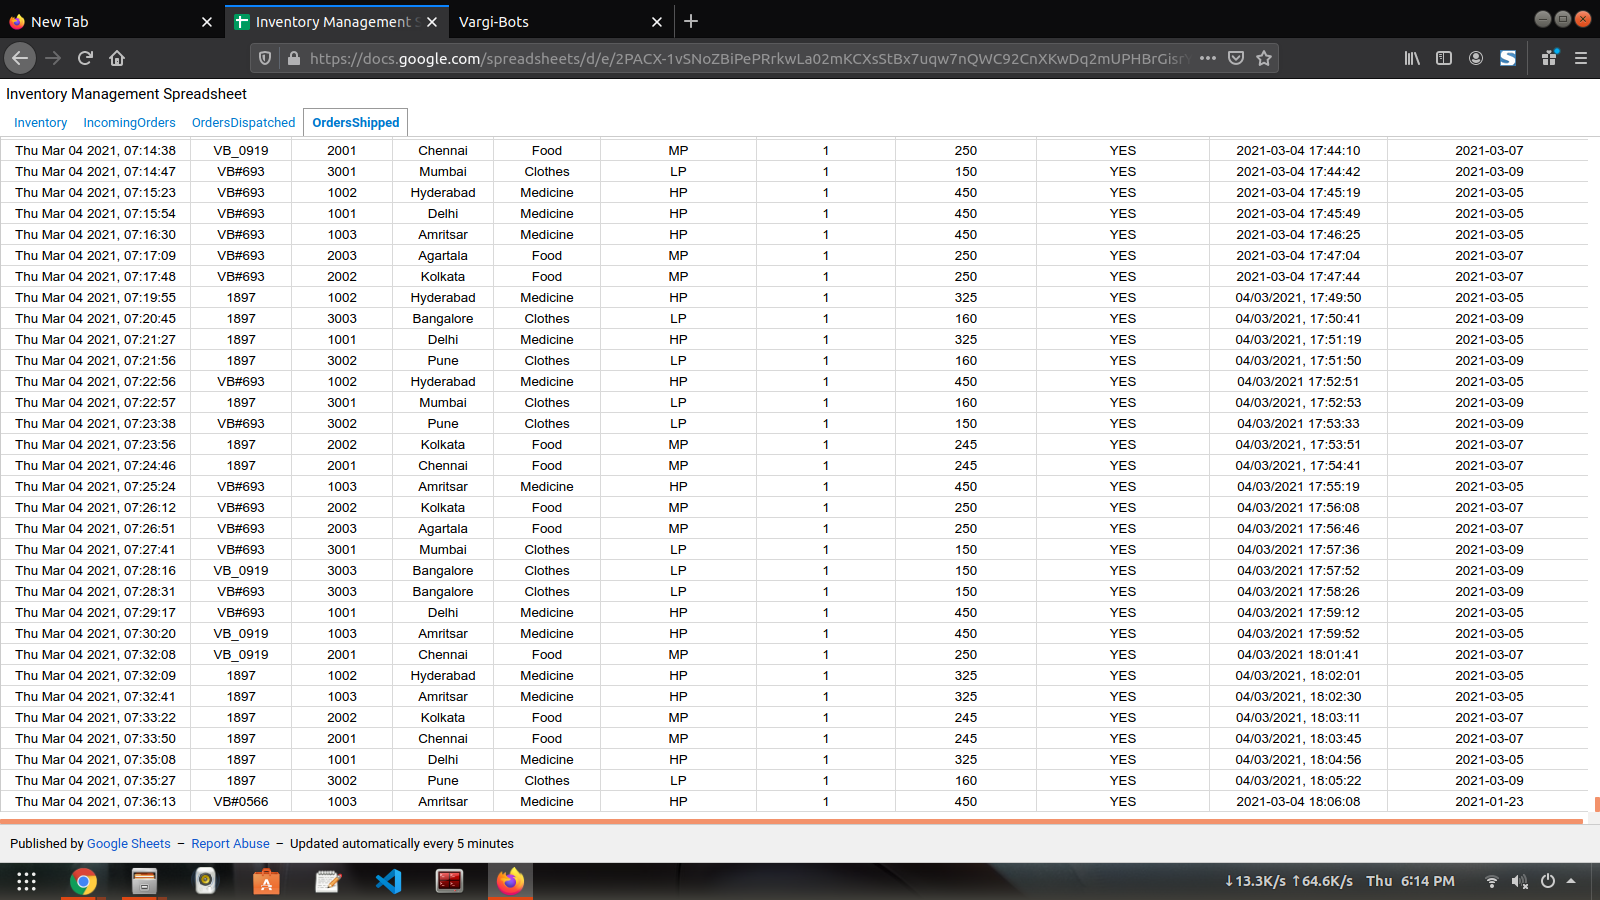 New Tab
Inventory Management S
Vargi-Bots
https://docs.google.com/spreadsheets/d/e/2PACX-1vSNoZBiPePRrkwLa02mKCXsStBx7uqw7nQWC92CnXKwDq2mUPHBrGisr
Inventory Management Spreadsheet
Inventory IncomingOrders OrdersDispatched OrdersShipped
Thu Mar 04 2021, 07:14:38 VB_0919 2001 Chennai Food MP 1 250 YES 2021-03-04 17:44:10 2021-03-07
Thu Mar 04 2021, 07:14:47 VB#693 3001 Mumbai Clothes LP 1 150 YES 2021-03-04 17:44:42 2021-03-09
Thu Mar 04 2021, 07:15:23 VB#693 1002 Hyderabad Medicine HP 1 450 YES 2021-03-04 17:45:19 2021-03-05
Thu Mar 04 2021, 07:15:54 VB#693 1001 Delhi Medicine HP 1 450 YES 2021-03-04 17:45:49 2021-03-05
Thu Mar 04 2021, 07:16:30 VB#693 1003 Amritsar Medicine HP 1 450 YES 2021-03-04 17:46:25 2021-03-05
Thu Mar 04 2021, 07:17:09 VB#693 2003 Agartala Food MP 1 250 YES 2021-03-04 17:47:04 2021-03-07
Thu Mar 04 2021, 07:17:48 VB#693 2002 Kolkata Food MP 1 250 YES 2021-03-04 17:47:44 2021-03-07
Thu Mar 04 2021, 07:19:55 1897 1002 Hyderabad Medicine HP 1 325 YES 04/03/2021, 17:49:50 2021-03-05
Thu Mar 04 2021, 07:20:45 1897 3003 Bangalore Clothes LP 1 160 YES 04/03/2021, 17:50:41 2021-03-09
Thu Mar 04 2021, 07:21:27 1897 1001 Delhi Medicine HP 1 325 YES 04/03/2021, 17:51:19 2021-03-05
Thu Mar 04 2021, 07:21:56 1897 3002 Pune Clothes LP 1 160 YES 04/03/2021, 17:51:50 2021-03-09
Thu Mar 04 2021, 07:22:56 VB#693 1002 Hyderabad Medicine HP 1 450 YES 04/03/2021 17:52:51 2021-03-05
Thu Mar 04 2021, 07:22:57 1897 3001 Mumbai Clothes LP 1 160 YES 04/03/2021, 17:52:53 2021-03-09
Thu Mar 04 2021, 07:23:38 VB#693 3002 Pune Clothes LP 1 150 YES 04/03/2021 17:53:33 2021-03-09
Thu Mar 04 2021, 07:23:56 1897 2002 Kolkata Food MP 1 245 YES 04/03/2021, 17:53:51 2021-03-07
Thu Mar 04 2021, 07:24:46 1897 2001 Chennai Food MP 1 245 YES 04/03/2021, 17:54:41 2021-03-07
Thu Mar 04 2021, 07:25:24 VB#693 1003 Amritsar Medicine HP 1 450 YES 04/03/2021 17:55:19 2021-03-05
Thu Mar 04 2021, 07:26:12 VB#693 2002 Kolkata Food MP 1 250 YES 04/03/2021 17:56:08 2021-03-07
Thu Mar 04 2021, 07:26:51 VB#693 2003 Agartala Food MP 1 250 YES 04/03/2021 17:56:46 2021-03-07
Thu Mar 04 2021, 07:27:41 VB#693 3001 Mumbai Clothes LP 1 150 YES 04/03/2021 17:57:36 2021-03-09
Thu Mar 04 2021, 07:28:16 VB_0919 3003 Bangalore Clothes LP 1 150 YES 04/03/2021 17:57:52 2021-03-09
Thu Mar 04 2021, 07:28:31 VB#693 3003 Bangalore Clothes LP 1 150 YES 04/03/2021 17:58:26 2021-03-09
Thu Mar 04 2021, 07:29:17 VB#693 1001 Delhi Medicine HP 1 450 YES 04/03/2021 17:59:12 2021-03-05
Thu Mar 04 2021, 07:30:20 VB_0919 1003 Amritsar Medicine HP 1 450 YES 04/03/2021 17:59:52 2021-03-05
Thu Mar 04 2021, 07:32:08 VB_0919 2001 Chennai Food MP 1 250 YES 04/03/2021 18:01:41 2021-03-07
Thu Mar 04 2021, 07:32:09 1897 1002 Hyderabad Medicine HP 1 325 YES 04/03/2021, 18:02:01 2021-03-05
Thu Mar 04 2021, 07:32:41 1897 1003 Amritsar Medicine HP 1 325 YES 04/03/2021, 18:02:30 2021-03-05
Thu Mar 04 2021, 07:33:22 1897 2002 Kolkata Food MP 1 245 YES 04/03/2021, 18:03:11 2021-03-07
Thu Mar 04 2021, 07:33:50 1897 2001 Chennai Food MP 1 245 YES 04/03/2021, 18:03:45 2021-03-07
Thu Mar 04 2021, 07:35:08 1897 1001 Delhi Medicine HP 1 325 YES 04/03/2021, 18:04:56 2021-03-05
Thu Mar 04 2021, 07:35:27 1897 3002 Pune Clothes LP 1 160 YES 04/03/2021, 18:05:22 2021-03-09
Thu Mar 04 2021, 07:36:13 VB#0566 1003 Amritsar Medicine HP 1 450 YES 2021-03-04 18:06:08 2021-01-23
Published by Google Sheets – Report Abuse – Updated automatically every 5 minutes
↓13.3K/s ↑64.6K/s Thu 6:14 PM